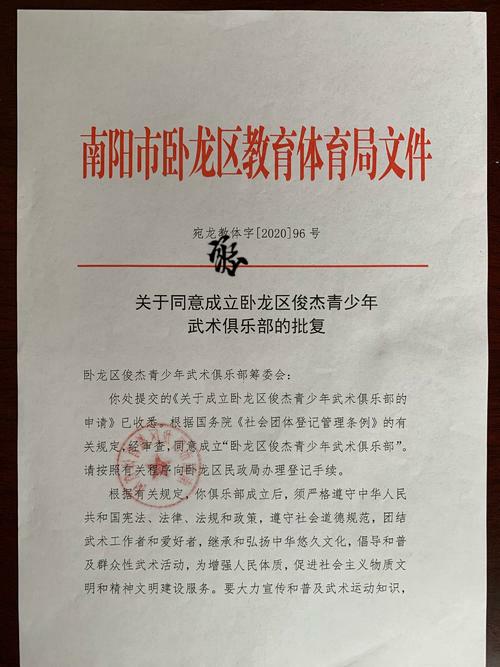 南阳市卧龙区教育体育局文件
宛龙教体字[2020]96 号
关于同意成立卧龙区俊杰青少年
武术俱乐部的批复
卧龙区俊杰青少年武术俱乐部筹委会：
你处提交的《关于成立卧龙区俊杰青少年武术俱乐部的
申请》已收悉。根据国务院《社会团体登记管理条例》的有
关规定,经审查,同意成立“卧龙区俊杰青少年武术俱乐部”。
请按照有关程序向卧龙区民政局办理登记手续。
根据有关规定，你俱乐部成立后，须严格遵守中华人民
共和国宪法、法律、法规和政策，遵守社会道德规范，团结
武术工作者和爱好者，继承和弘扬中华悠久文化，倡导和普
及群众性武术活动，为增强人民体质，促进社会主义物质文
明和精神文明建设服务。要大力宣传和普及武术运动知识，